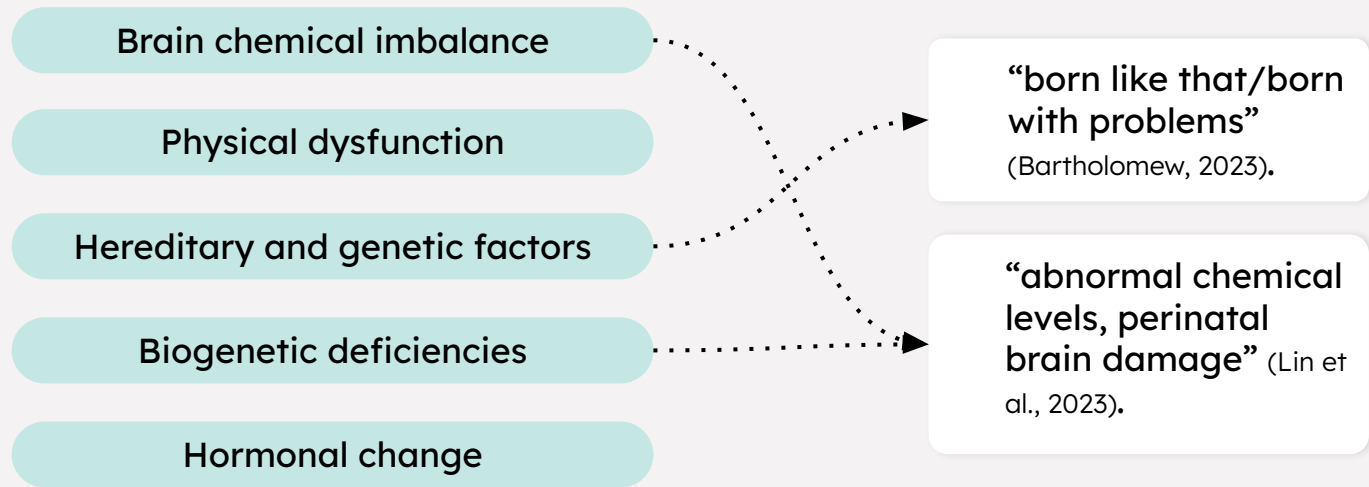 Brain chemical imbalance
Physical dysfunction
Hereditary and genetic factors
Biogenetic deficiencies
Hormonal change
“born like that/born
with problems”
(Bartholomew, 2023).
“abnormal chemical
levels, perinatal
brain damage” (Lin et
al., 2023).